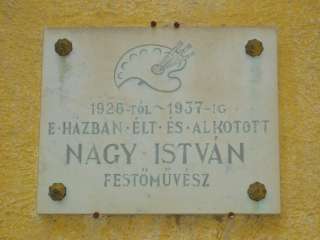 1926-TÓL ~ 1937-IG
E·HÁZBAN·ÉLT·ÉS·ALKOTOTT
NAGY ISTVÁN
FESTŐMŰVÉSZ